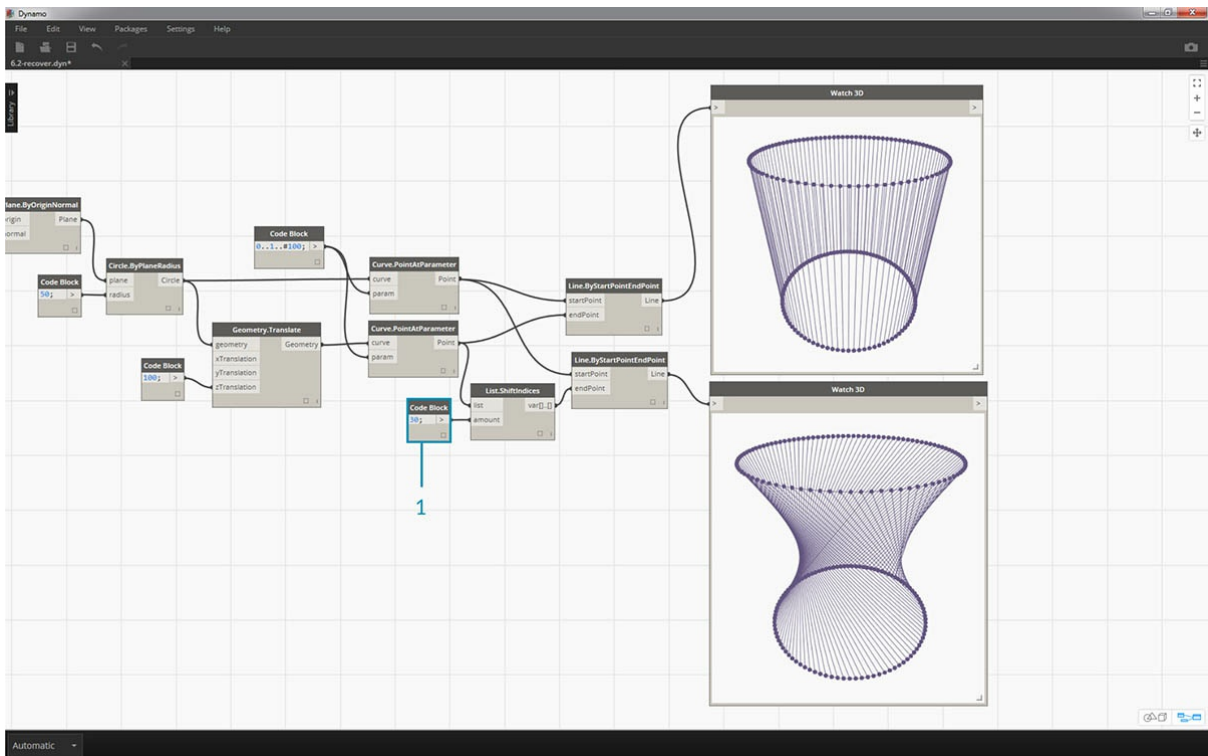 Dynamo
File Edit View Packages Settings Help
6.2-recover.dyn*
Library
Watch 3D
> >
lane.ByOriginNormal
rigin Plane
ormal
Code Block
0..1..#100; >
Circle.ByPlaneRadius
plane Circle
radius
Code Block
50; >
Curve.PointAtParameter
curve Point
param
Line.ByStartPointEndPoint
startPoint Line
endPoint
Geometry.Translate
geometry Geometry
xTranslation
yTranslation
zTranslation
Curve.PointAtParameter
curve Point
param
Code Block
100; >
Line.ByStartPointEndPoint
startPoint Line
endPoint
List.ShiftIndices
list var[]..[]
amount
Code Block
30; >
1
Watch 3D
> >
Automatic